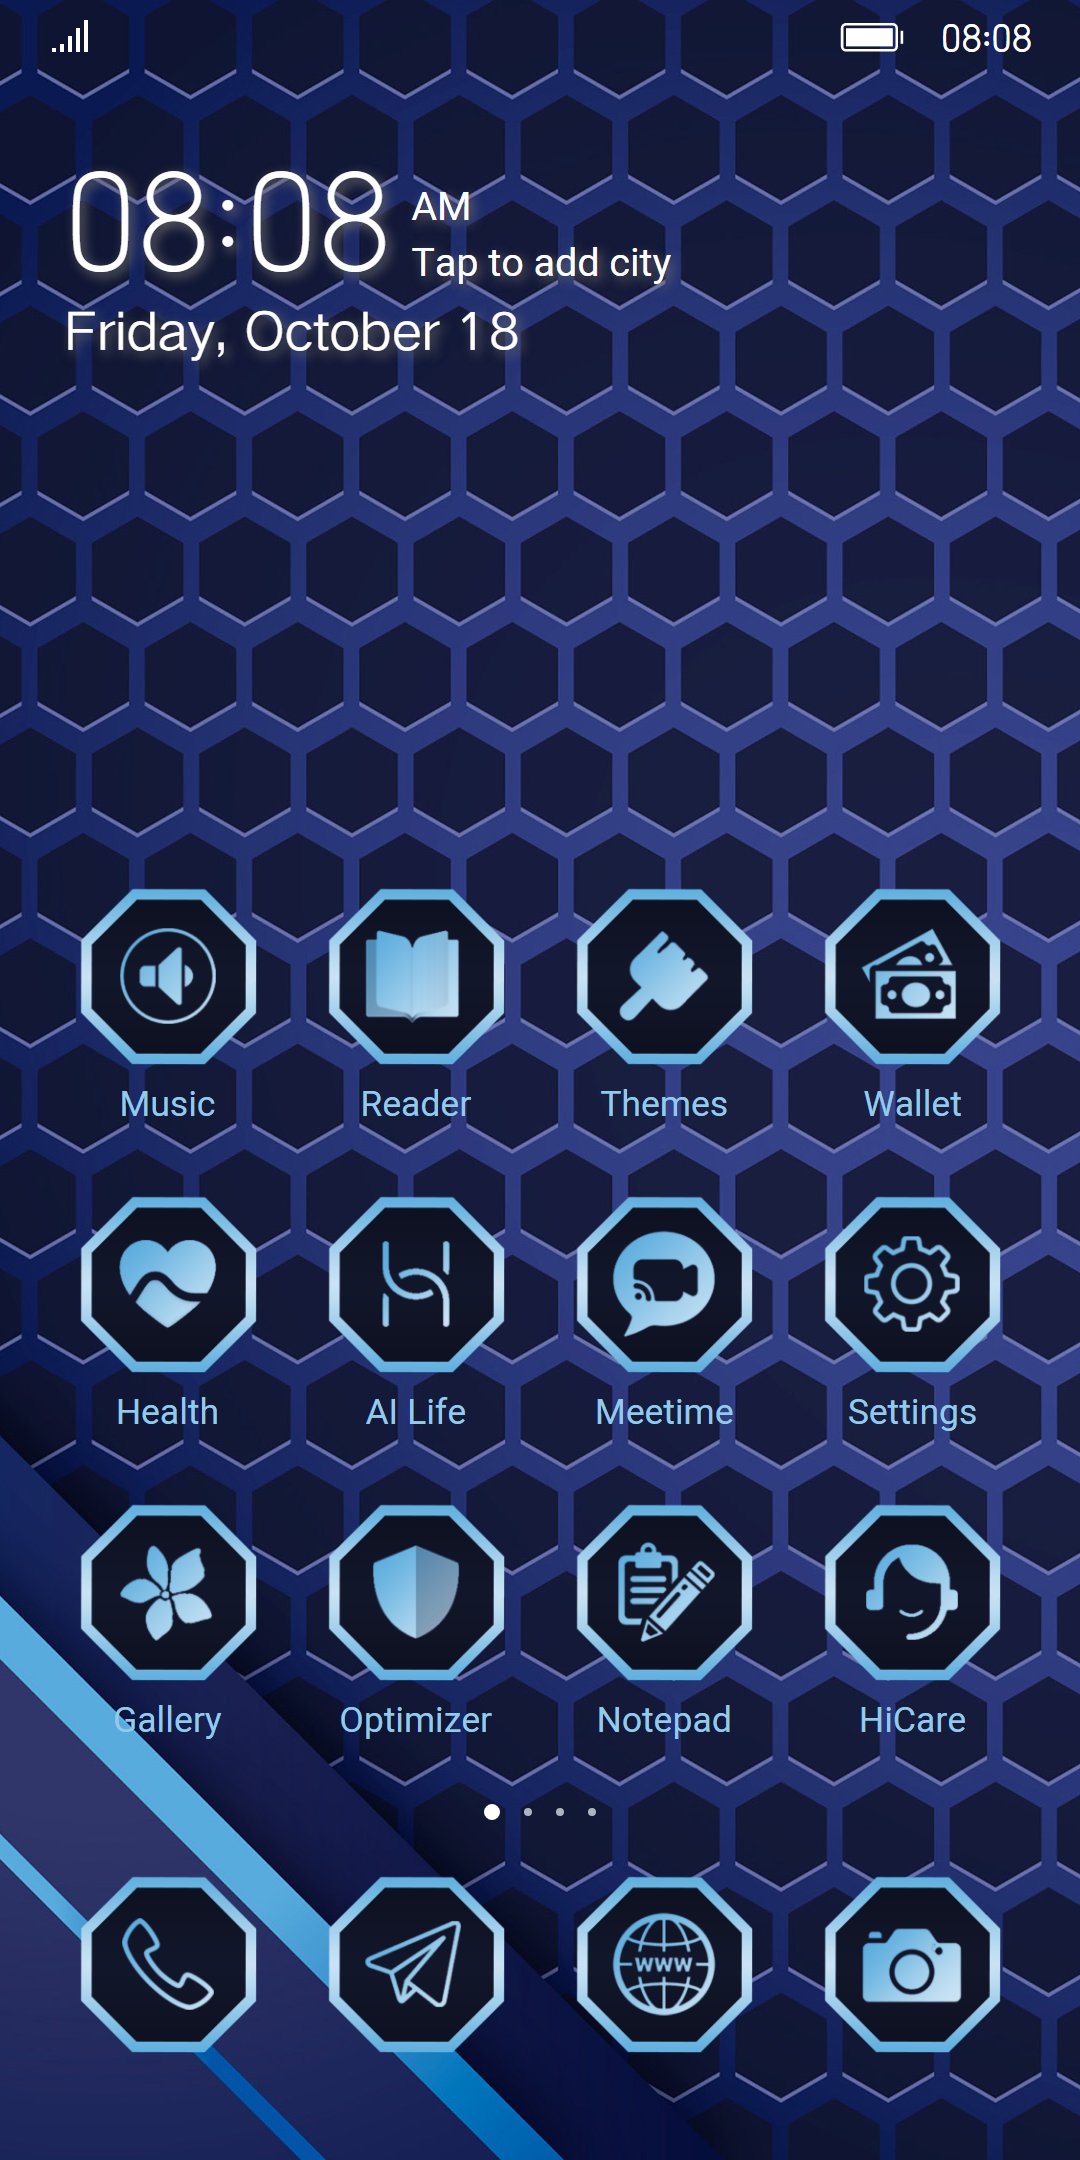 08:08
08:08 AM
Tap to add city
Friday, October 18
Music Reader Themes Wallet
Health AI Life Meetime Settings
Gallery Optimizer Notepad HiCare
www